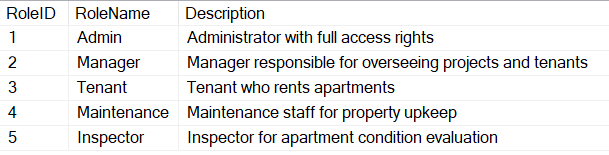 RoleID RoleName Description
1 Admin Administrator with full access rights
2 Manager Manager responsible for overseeing projects and tenants
3 Tenant Tenant who rents apartments
4 Maintenance Maintenance staff for property upkeep
5 Inspector Inspector for apartment condition evaluation